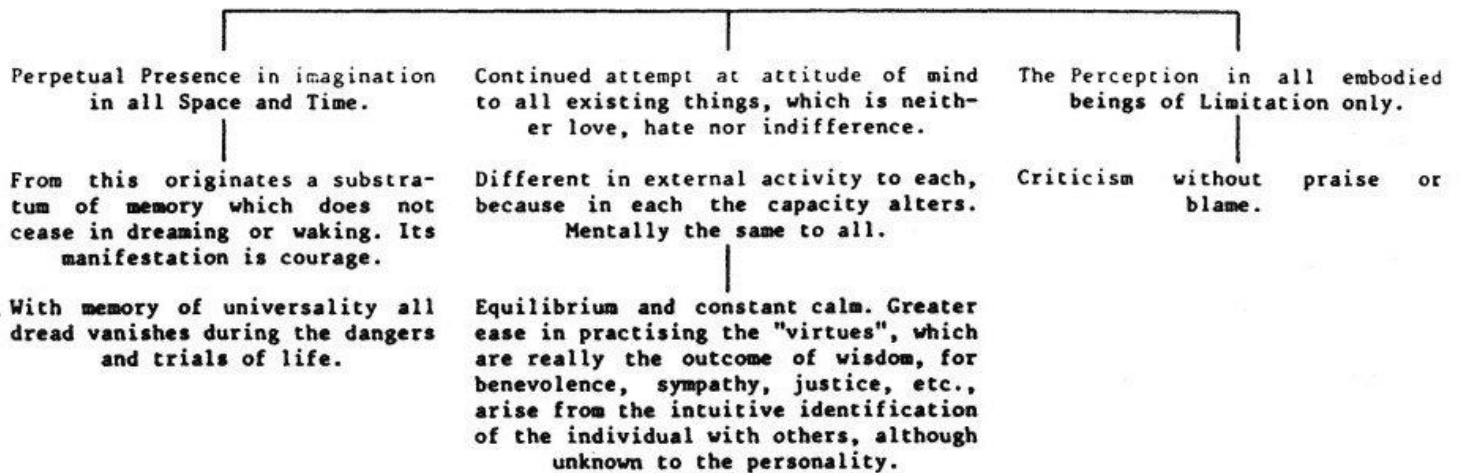 Perpetual Presence in imagination
in all Space and Time.
From this originates a substra-
tum of memory which does not
cease in dreaming or waking. Its
manifestation is courage.
With memory of universality all
dread vanishes during the dangers
and trials of life.
Continued attempt at attitude of mind
to all existing things, which is neith-
er love, hate nor indifference.
Different in external activity to each,
because in each the capacity alters.
Mentally the same to all.
Equilibrium and constant calm. Greater
ease in practising the "virtues", which
are really the outcome of wisdom, for
benevolence, sympathy, justice, etc.,
arise from the intuitive identification
of the individual with others, although
unknown to the personality.
The Perception in all embodied
beings of Limitation only.
Criticism without praise or
blame.